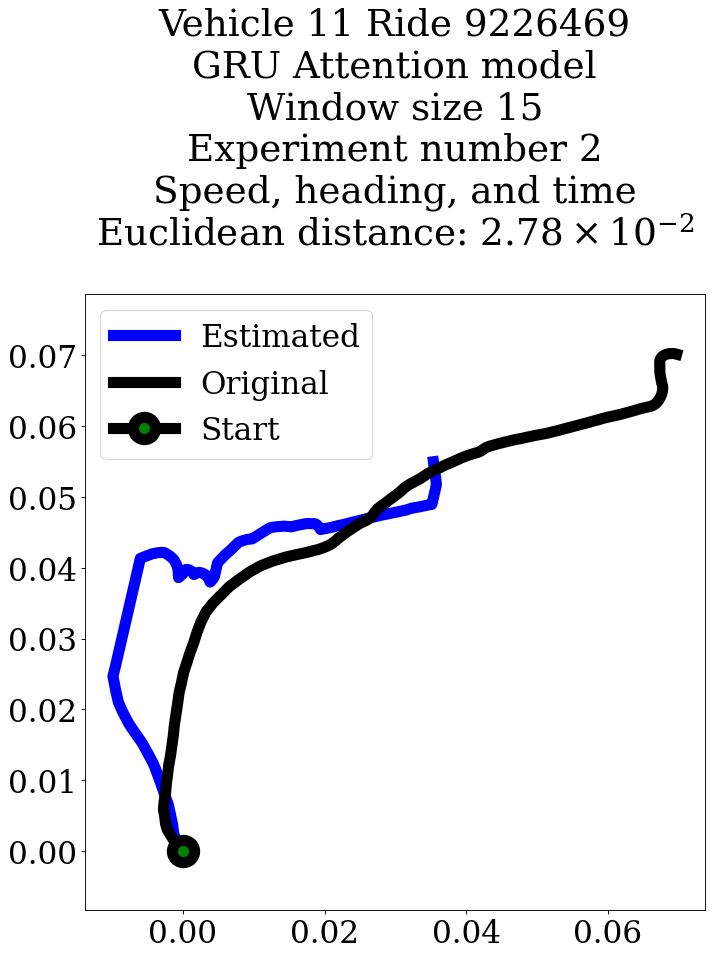 Vehicle 11 Ride 9226469
GRU Attention model
Window size 15
Experiment number 2
Speed, heading, and time
Euclidean distance: 2.78 × 10⁻²
Estimated
Original
Start
0.07
0.06
0.05
0.04
0.03
0.02
0.01
0.00
0.00 0.02 0.04 0.06